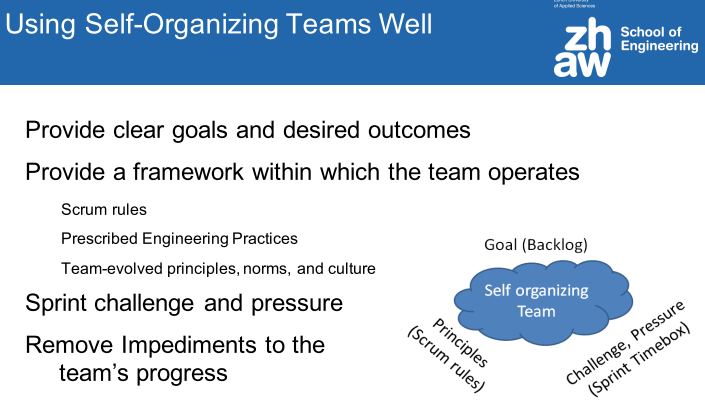 Using Self-Organizing Teams Well
of Applied Sciences
zh
aw
School of
Engineering
Provide clear goals and desired outcomes
Provide a framework within which the team operates
Scrum rules
Prescribed Engineering Practices
Team-evolved principles, norms, and culture
Sprint challenge and pressure
Remove Impediments to the
team’s progress
Goal (Backlog)
Self organizing
Team
Principles
(Scrum rules)
Challenge, Pressure
(Sprint Timebox)